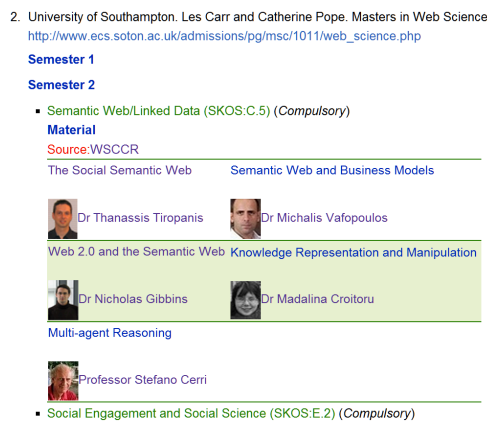 2. University of Southampton. Les Carr and Catherine Pope. Masters in Web Science
http://www.ecs.soton.ac.uk/admissions/pg/msc/1011/web_science.php
Semester 1
Semester 2
Semantic Web/Linked Data (SKOS:C.5) (Compulsory)
Material
Source:WSCCR
The Social Semantic Web Semantic Web and Business Models
Dr Thanassis Tiropanis Dr Michalis Vafopoulos
Web 2.0 and the Semantic Web Knowledge Representation and Manipulation
Dr Nicholas Gibbins Dr Madalina Croitoru
Multi-agent Reasoning
Professor Stefano Cerri
Social Engagement and Social Science (SKOS:E.2) (Compulsory)